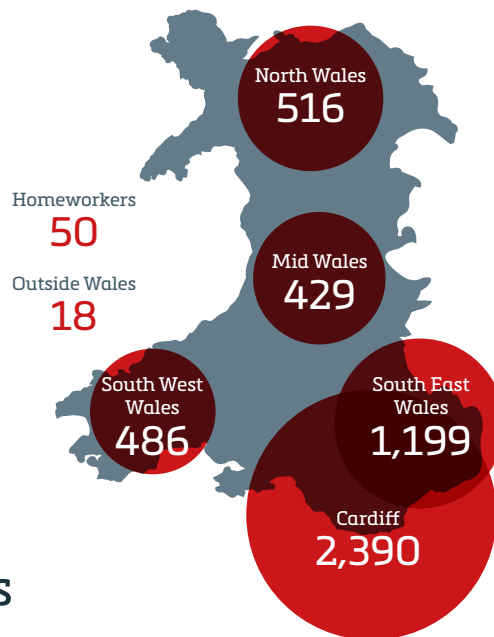 North Wales
516
Homeworkers
50
Outside Wales
18
Mid Wales
429
South West
Wales
486
South East
Wales
1,199
Cardiff
2,390
s